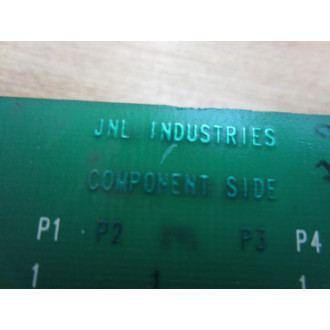 JNL INDUSTRIES
COMPONENT SIDE
P1 P2 P3 P4
1 1 1